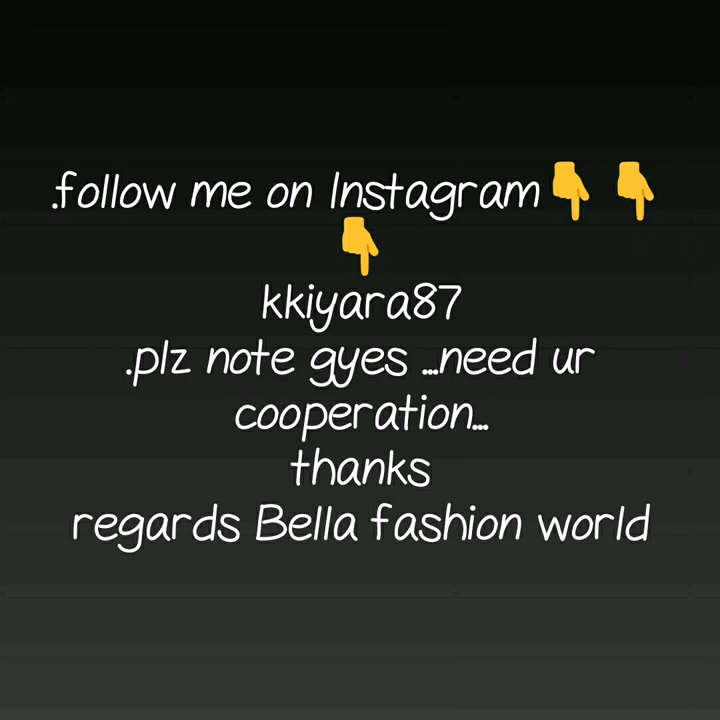 .follow me on Instagram👇 👇
👇
kkiyara87
.plz note gyes ...need ur
cooperation...
thanks
regards Bella fashion world